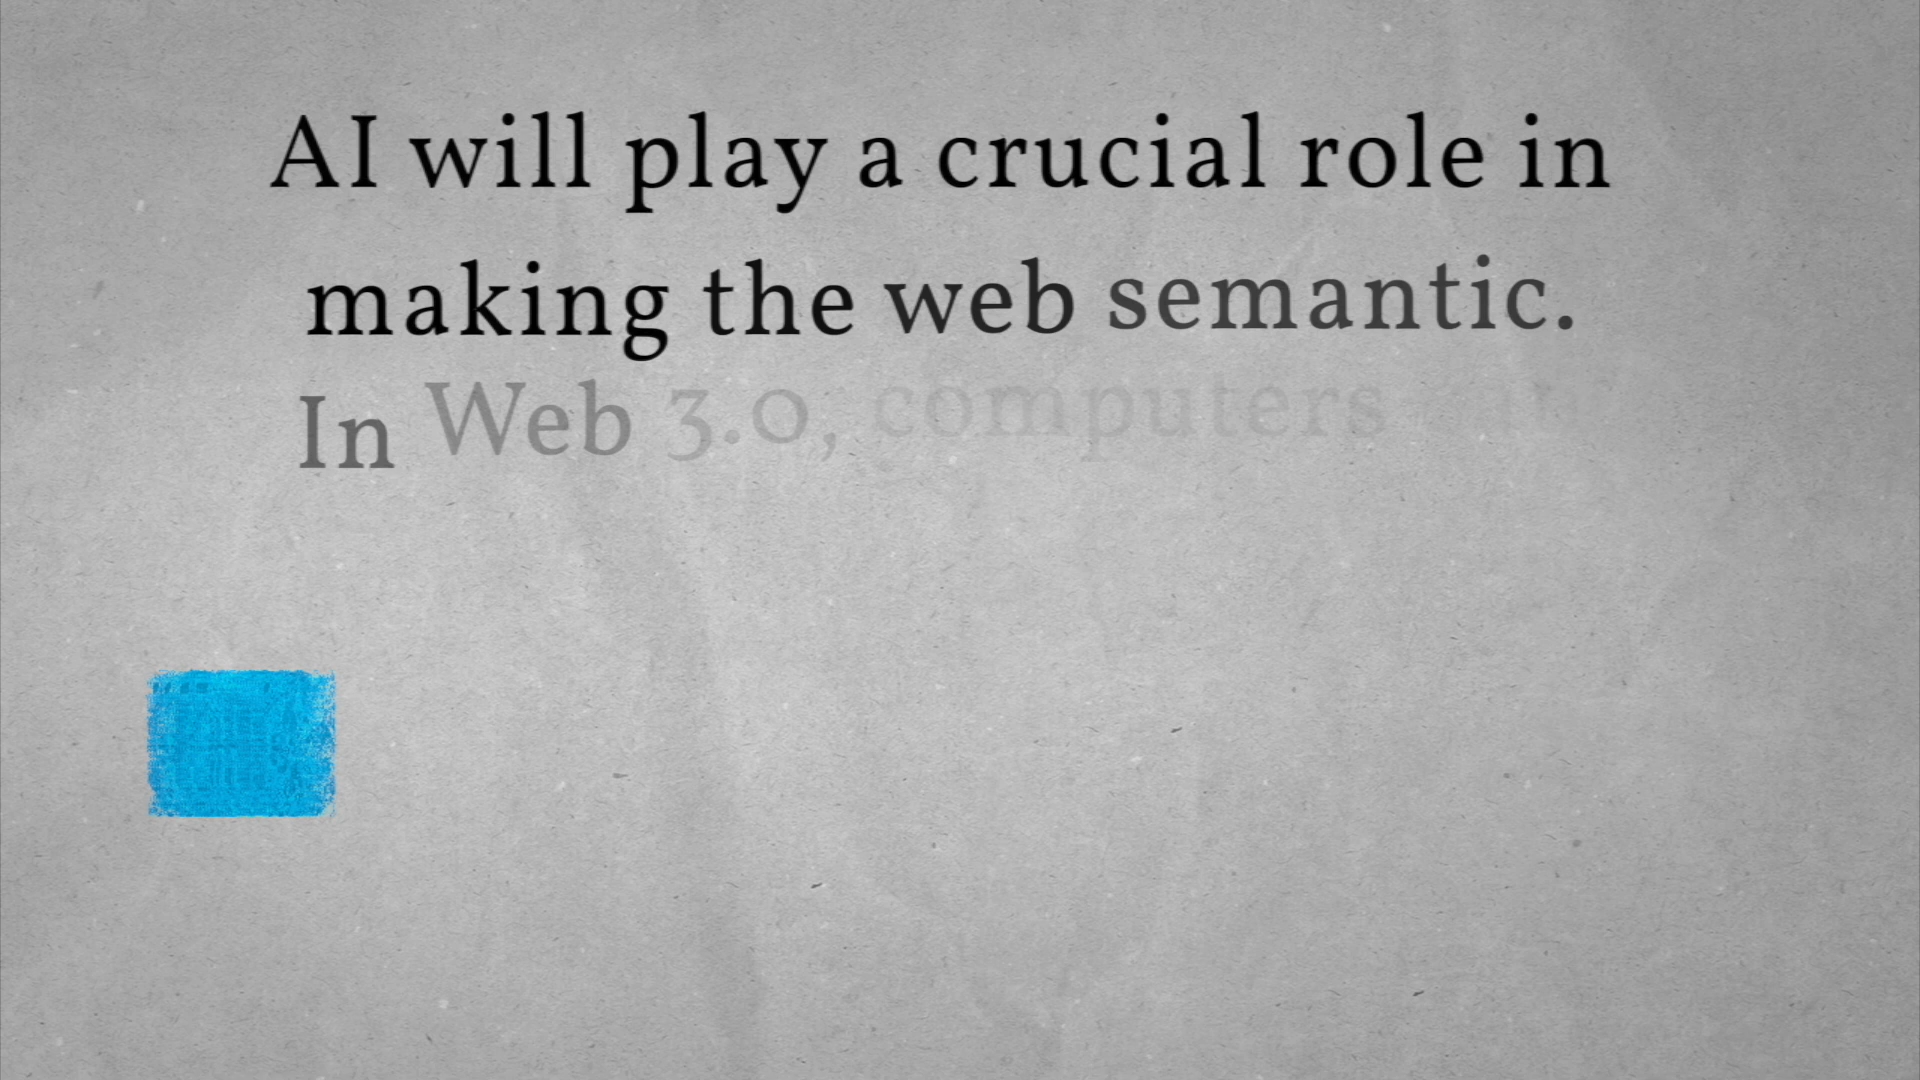 AI will play a crucial role in
making the web semantic.
In Web 3.0, computers